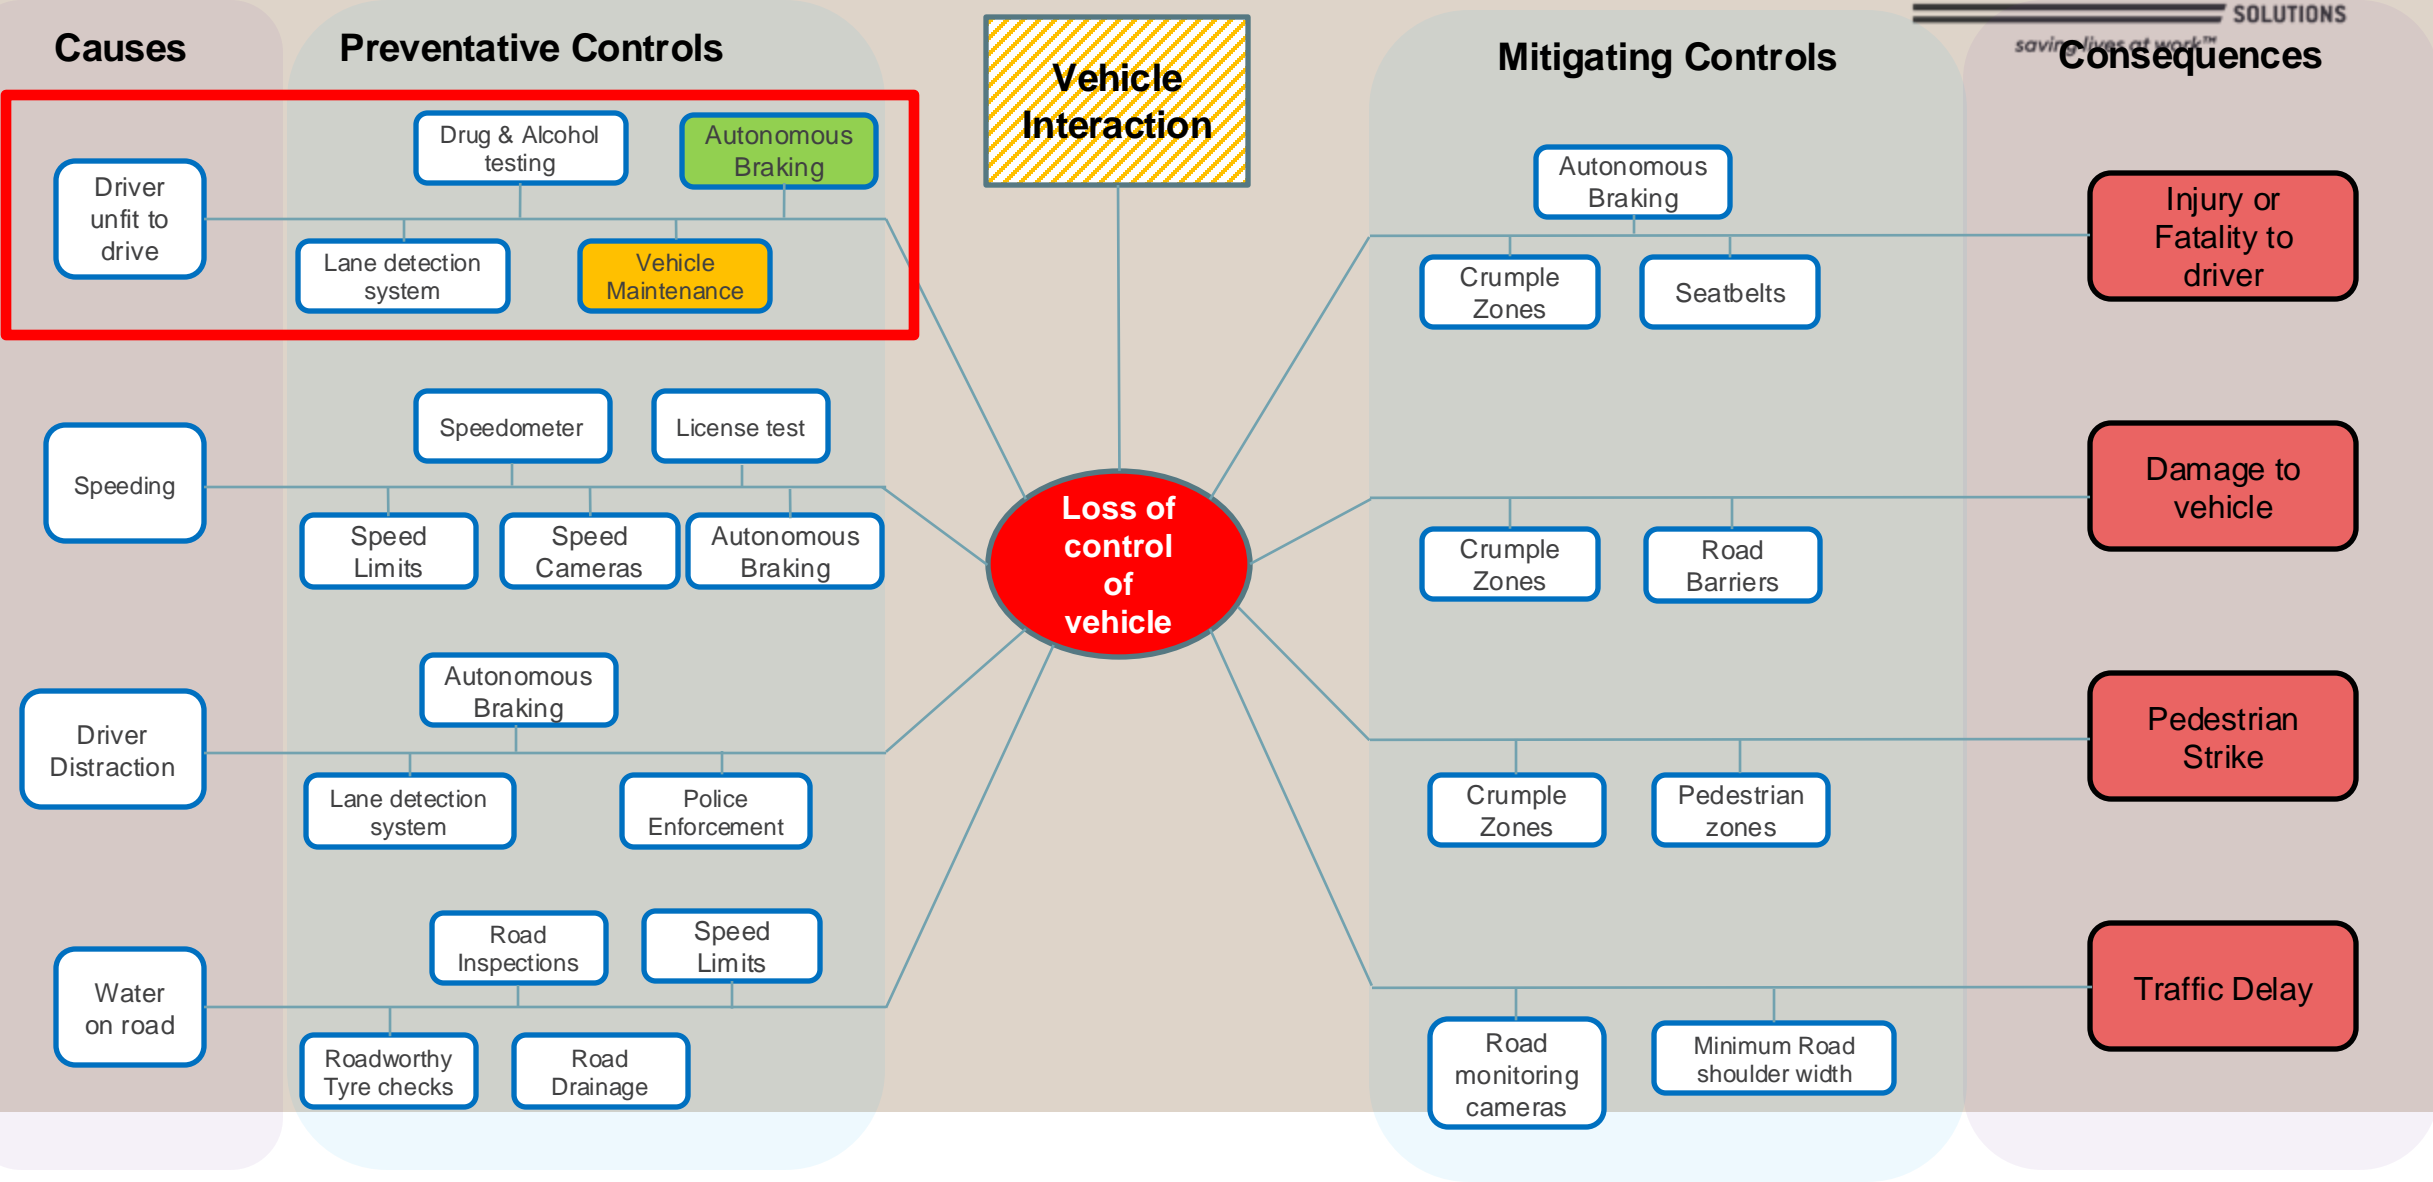 SOLUTIONS
saving lives at work™
Causes
Preventative Controls
Vehicle
Interaction
Mitigating Controls
Consequences
Driver
unfit to
drive
Drug & Alcohol
testing
Autonomous
Braking
Lane detection
system
Vehicle
Maintenance
Autonomous
Braking
Crumple
Zones
Seatbelts
Injury or
Fatality to
driver
Speeding
Speedometer
License test
Speed
Limits
Speed
Cameras
Autonomous
Braking
Loss of
control
of
vehicle
Crumple
Zones
Road
Barriers
Damage to
vehicle
Driver
Distraction
Autonomous
Braking
Lane detection
system
Police
Enforcement
Crumple
Zones
Pedestrian
zones
Pedestrian
Strike
Water
on road
Road
Inspections
Speed
Limits
Roadworthy
Tyre checks
Road
Drainage
Road
monitoring
cameras
Minimum Road
shoulder width
Traffic Delay